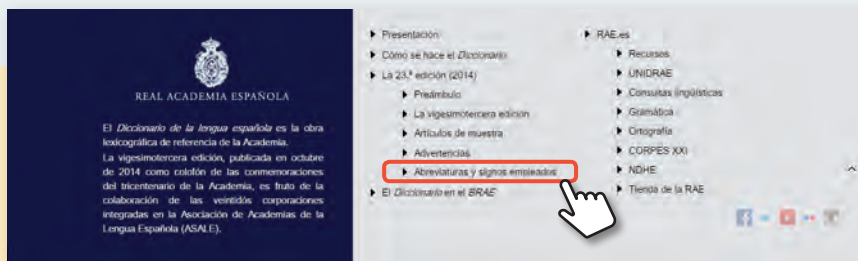 REAL ACADEMIA ESPAÑOLA
El Diccionario de la lengua española es la obra
lexicográfica de referencia de la Academia.
La vigesimotercera edición, publicada en octubre
de 2014 como colofón de las conmemoraciones
del tricentenario de la Academia, es fruto de la
colaboración de las veintidós corporaciones
integradas en la Asociación de Academias de la
Lengua Española (ASALE).
Presentación
Cómo se hace el Diccionario
La 23.ª edición (2014)
Preámbulo
La vigesimotercera edición
Artículos de muestra
Advertencias
Abreviaturas y signos empleados
El Diccionario en el BRAE
RAE.es
Recursos
UNIDRAE
Consultas lingüísticas
Gramática
Ortografía
CORPES XXI
NDHE
Tienda de la RAE